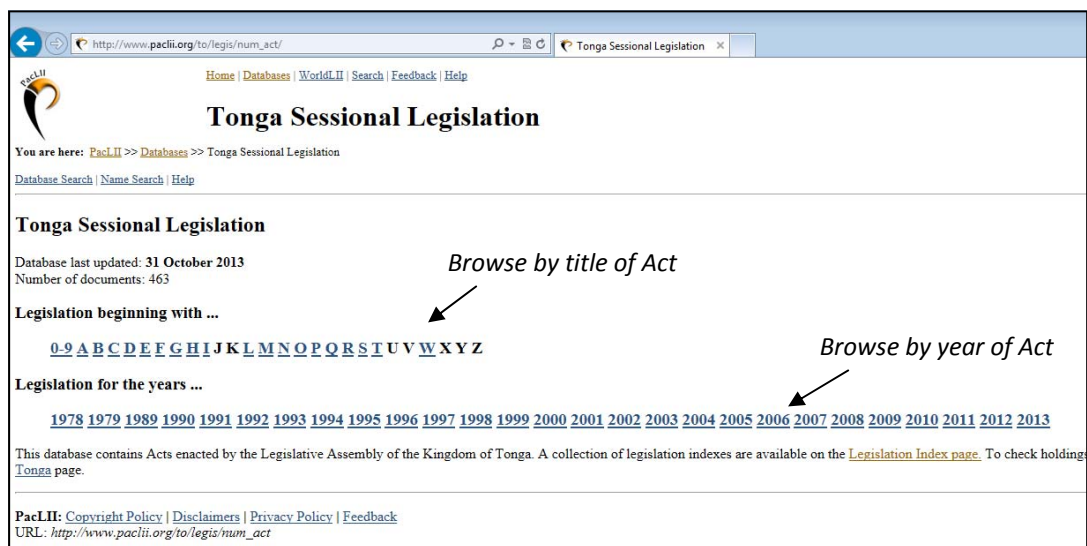 http://www.paclii.org/to/legis/num_act/
Tonga Sessional Legislation
PacLII
Home | Databases | WorldLII | Search | Feedback | Help
Tonga Sessional Legislation
You are here: PacLII >> Databases >> Tonga Sessional Legislation
Database Search | Name Search | Help
Tonga Sessional Legislation
Database last updated: 31 October 2013
Number of documents: 463
Browse by title of Act
Legislation beginning with ...
0-9 A B C D E F G H I J K L M N O P Q R S T U V W X Y Z
Browse by year of Act
Legislation for the years ...
1978 1979 1989 1990 1991 1992 1993 1994 1995 1996 1997 1998 1999 2000 2001 2002 2003 2004 2005 2006 2007 2008 2009 2010 2011 2012 2013
This database contains Acts enacted by the Legislative Assembly of the Kingdom of Tonga. A collection of legislation indexes are available on the Legislation Index page. To check holdings
Tonga page.
PacLII: Copyright Policy | Disclaimers | Privacy Policy | Feedback
URL: http://www.paclii.org/to/legis/num_act